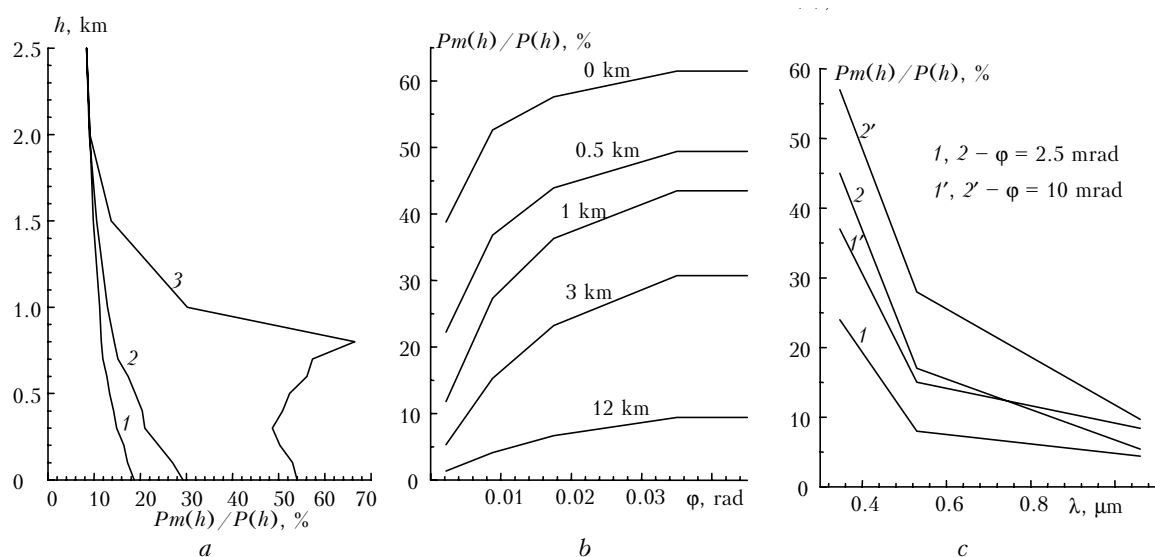 h, km
2.5
2.0
1.5
1.0
0.5
0
0 10 20 30 40 50 60 70
Pm(h)/P(h), %
1
2
3
a
Pm(h)/P(h), %
60
50
40
30
20
10
0
0 km
0.5 km
1 km
3 km
12 km
0.01 0.02 0.03 φ, rad
b
60
50
40
30
20
10
0
Pm(h)/P(h), %
2′
2
1′
1
1, 2 – φ = 2.5 mrad
1′, 2′ – φ = 10 mrad
0.4 0.6 0.8 λ, μm
c